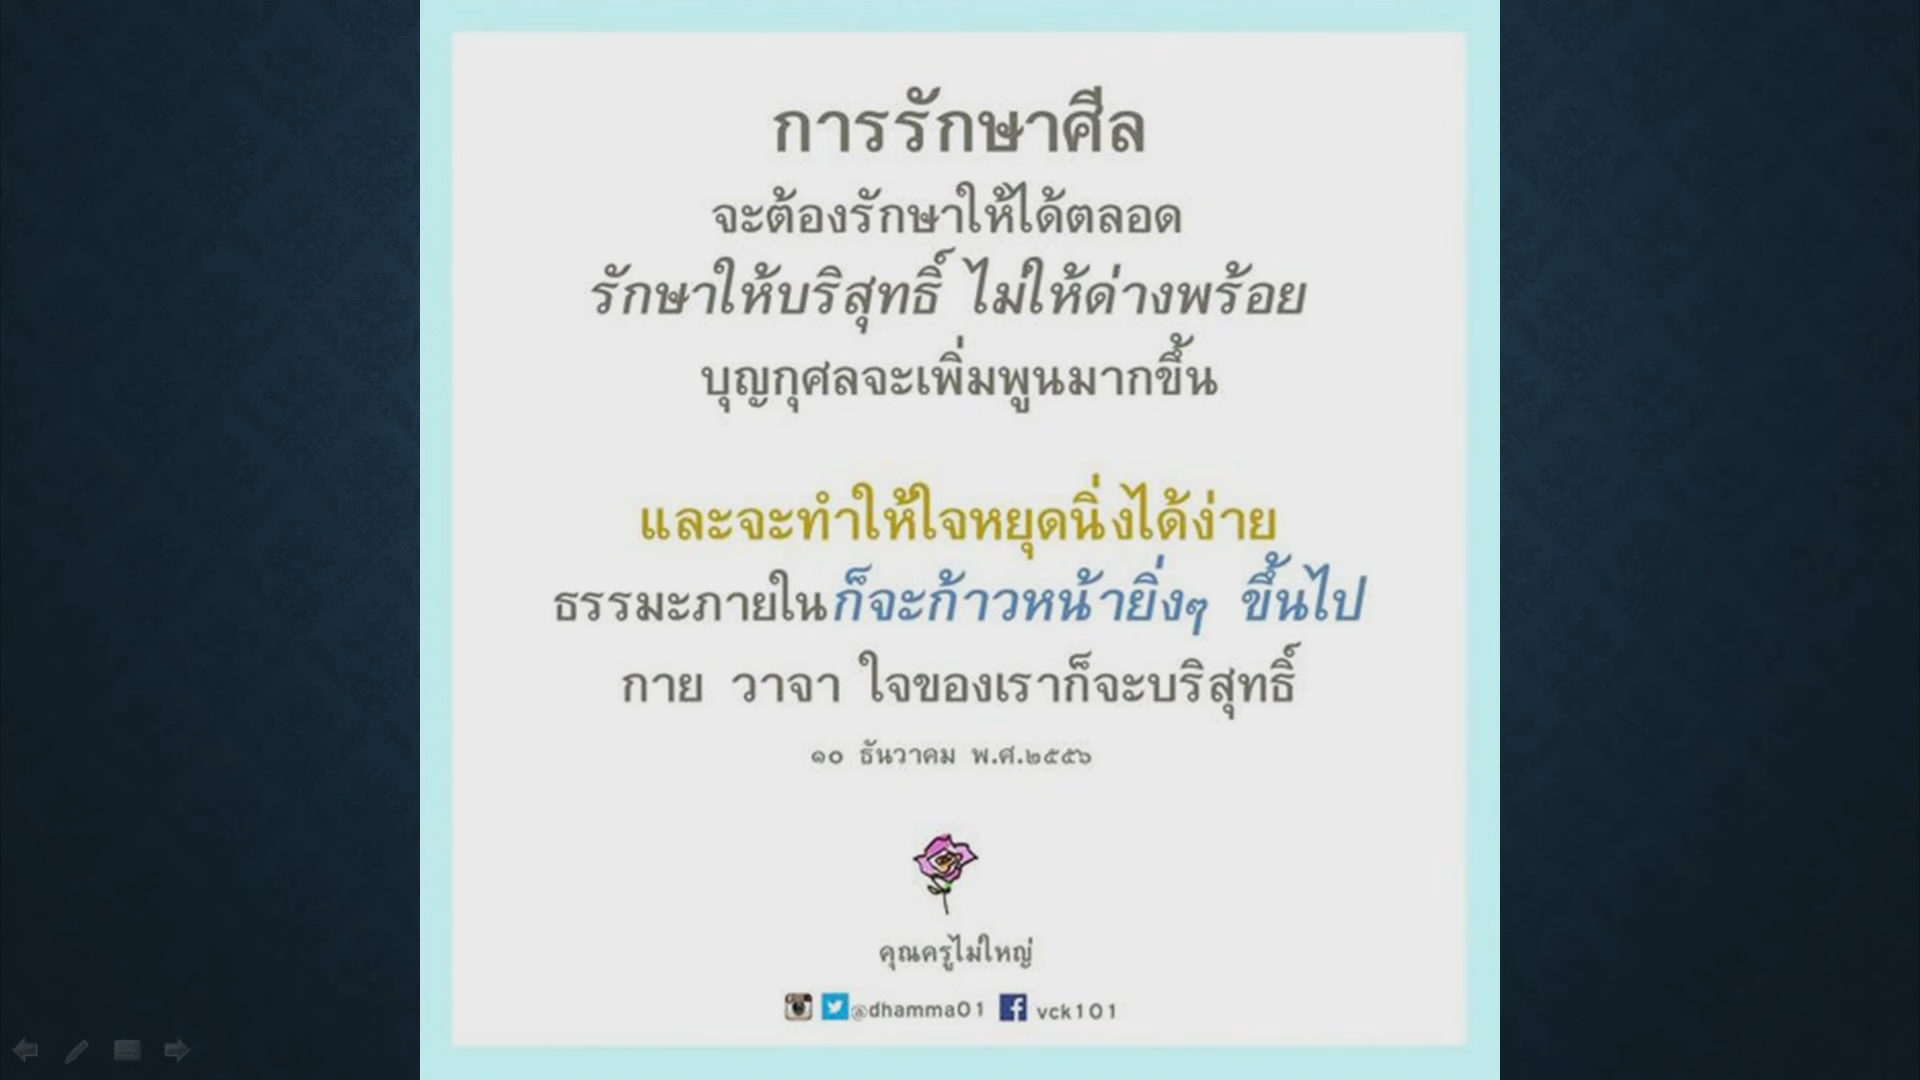 การรักษาศีล
จะต้องรักษาให้ได้ตลอด
รักษาให้บริสุทธิ์ ไม่ให้ด่างพร้อย
บุญกุศลจะเพิ่มพูนมากขึ้น
และจะทำให้ใจหยุดนิ่งได้ง่าย
ธรรมะภายในก็จะก้าวหน้ายิ่งๆ ขึ้นไป
กาย วาจา ใจของเราก็จะบริสุทธิ์
๑๐ ธันวาคม พ.ศ.๒๕๕๖
คุณครูไม่ใหญ่
@dhamma01 vck101